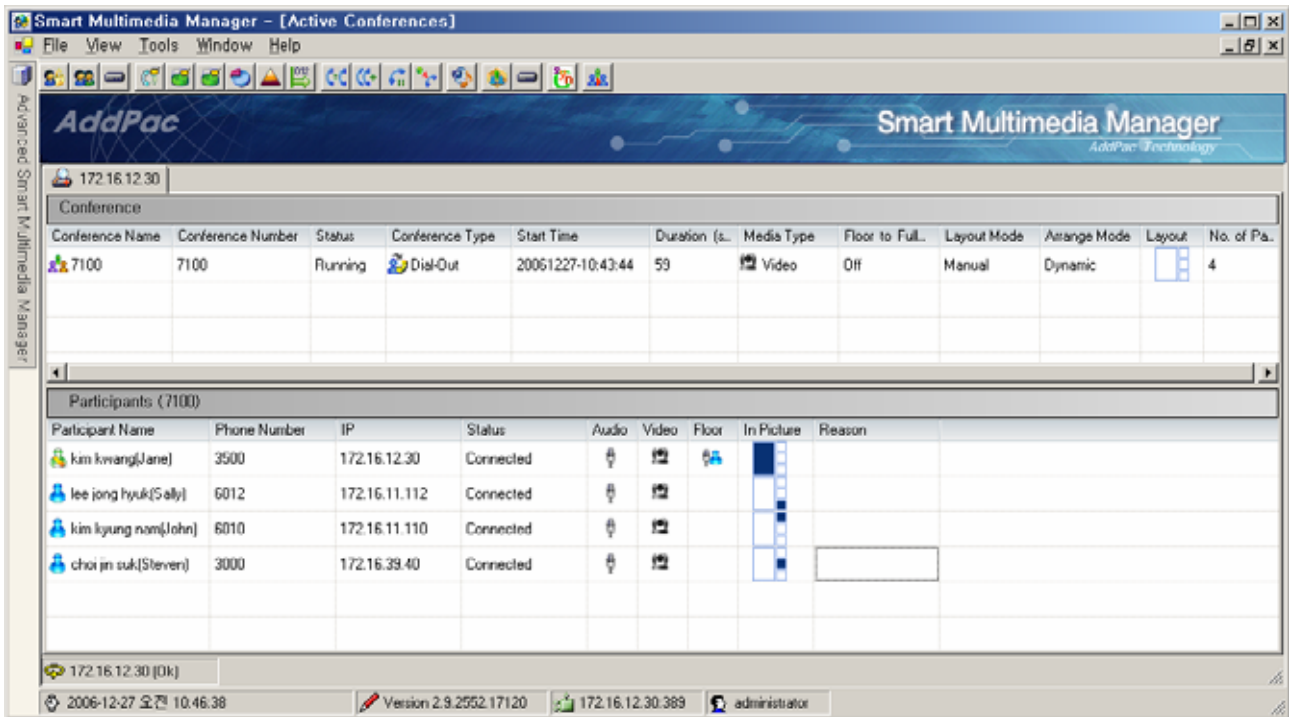 Smart Multimedia Manager - [Active Conferences]
File View Tools Window Help
Advanced Smart Multimedia Manager
AddPac
Smart Multimedia Manager
AddPac Technology
172.16.12.30
Conference
Conference Name Conference Number Status Conference Type Start Time Duration (s... Media Type Floor to Full... Layout Mode Arrange Mode Layout No. of Pa...
7100 7100 Running Dial-Out 20061227-10:43:44 59 Video Off Manual Dynamic 4
Participants (7100)
Participant Name Phone Number IP Status Audio Video Floor In Picture Reason
kim kwang(Jane) 3500 172.16.12.30 Connected
lee jong hyuk(Sally) 6012 172.16.11.112 Connected
kim kyung nam(John) 6010 172.16.11.110 Connected
choi jin suk(Steven) 3000 172.16.39.40 Connected
172.16.12.30 [Ok]
2006-12-27 오전 10:46:38 Version 2.9.2552.17120 172.16.12.30:389 administrator